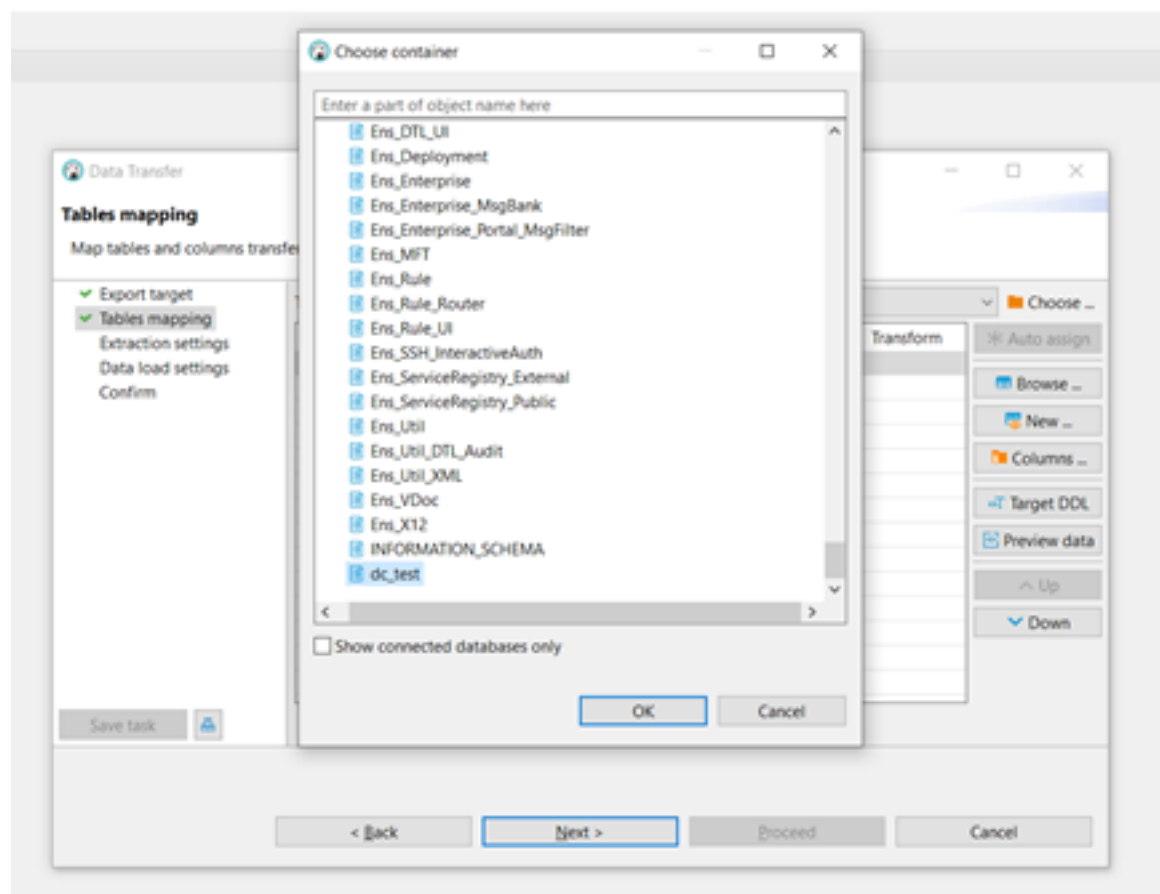 Choose container
Enter a part of object name here
Ens_DTL_UI
Ens_Deployment
Ens_Enterprise
Ens_Enterprise_MsgBank
Ens_Enterprise_Portal_MsgFilter
Ens_MFT
Ens_Rule
Ens_Rule_Router
Ens_Rule_UI
Ens_SSH_InteractiveAuth
Ens_ServiceRegistry_External
Ens_ServiceRegistry_Public
Ens_Util
Ens_Util_DTL_Audit
Ens_Util_XML
Ens_VDoc
Ens_X12
INFORMATION_SCHEMA
dc_test
Show connected databases only
OK
Cancel
Data Transfer
Tables mapping
Map tables and columns transfe
Export target
Tables mapping
Extraction settings
Data load settings
Confirm
Save task
Transform
Choose ...
Auto assign
Browse ...
New ...
Columns ...
Target DDL
Preview data
Up
Down
< Back
Next >
Proceed
Cancel